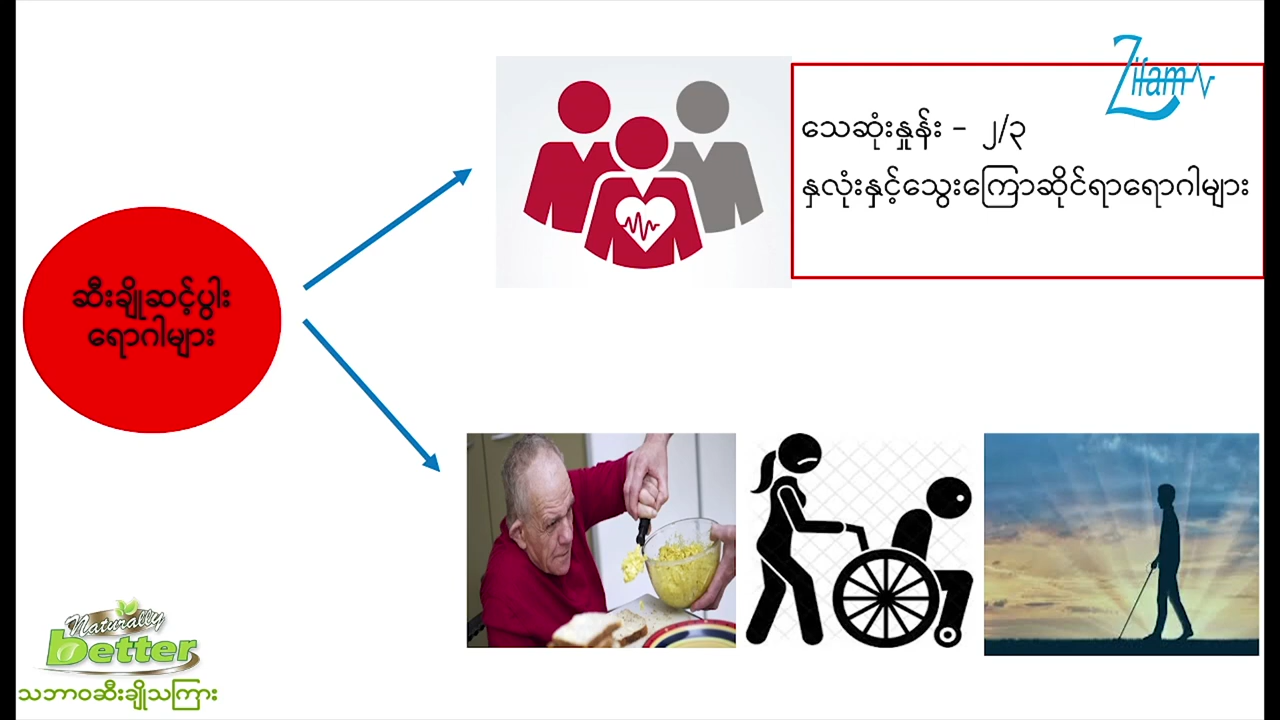 Zifam
သေဆုံးနှုန်း - ၂/၃
နှလုံးနှင့်သွေးကြောဆိုင်ရာရောဂါများ
ဆီးချိုဆင့်ပွါး
ရောဂါများ
Naturally
better
သဘာဝဆီးချိုသကြား